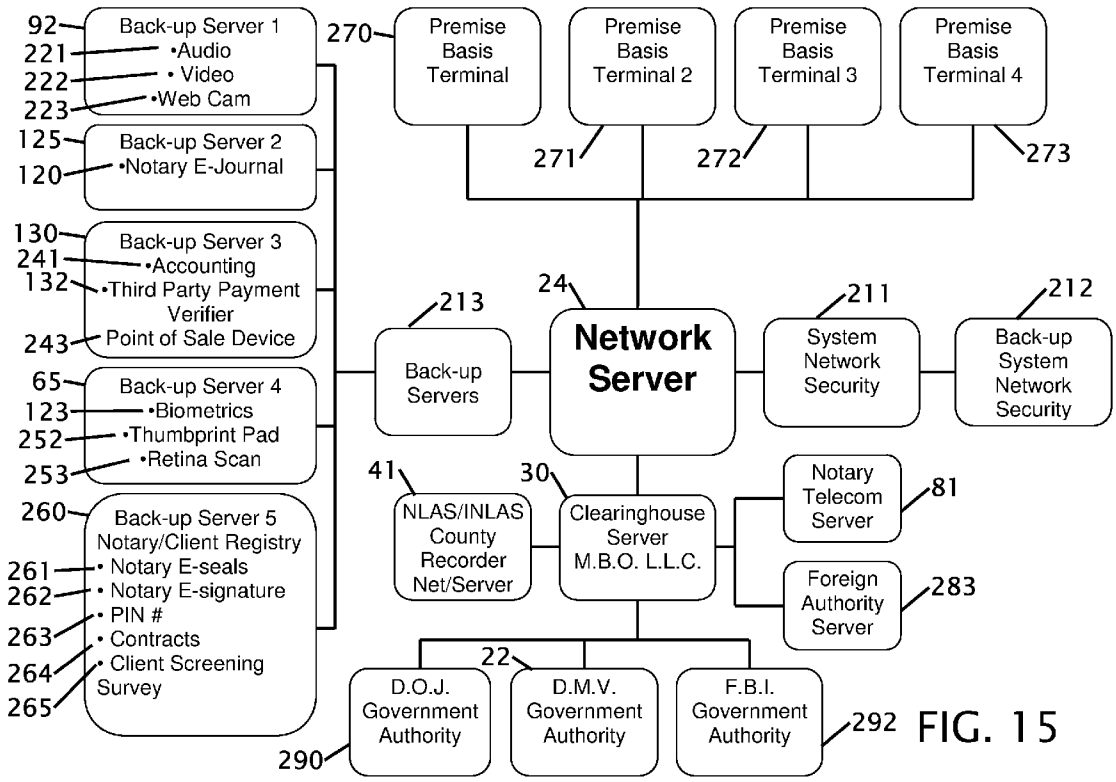 92
Back-up Server 1
221
•Audio
222
• Video
223
•Web Cam
125
Back-up Server 2
120
•Notary E-Journal
130
Back-up Server 3
241
•Accounting
132
•Third Party Payment
Verifier
243
Point of Sale Device
65
Back-up Server 4
123
•Biometrics
252
•Thumbprint Pad
253
•Retina Scan
260
Back-up Server 5
Notary/Client Registry
261
• Notary E-seals
262
• Notary E-signature
263
• PIN #
264
• Contracts
265
• Client Screening
Survey
270
Premise
Basis
Terminal
Premise
Basis
Terminal 2
271
Premise
Basis
Terminal 3
272
Premise
Basis
Terminal 4
273
213
Back-up
Servers
24
Network
Server
211
System
Network
Security
212
Back-up
System
Network
Security
41
NLAS/INLAS
County
Recorder
Net/Server
30
Clearinghouse
Server
M.B.O. L.L.C.
Notary
Telecom
Server
81
Foreign
Authority
Server
283
D.O.J.
Government
Authority
290
22
D.M.V.
Government
Authority
F.B.I.
Government
Authority
292
FIG. 15